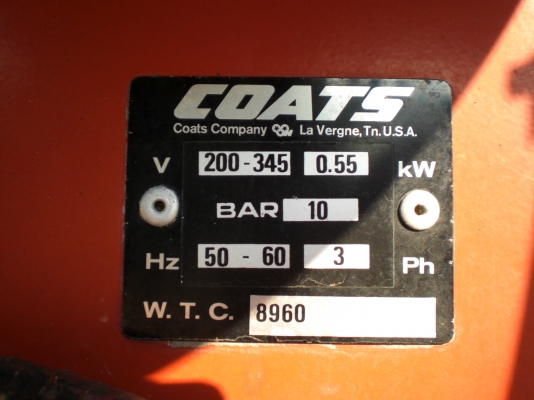 COATS
Coats Company La Vergne, Tn. U.S.A.
V 200-345 0.55 kW
BAR 10
Hz 50 - 60 3 Ph
W. T. C. 8960